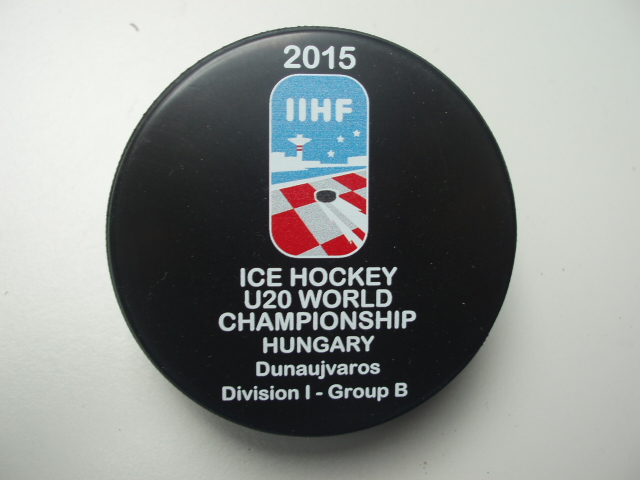 2015
IIHF
ICE HOCKEY
U20 WORLD
CHAMPIONSHIP
HUNGARY
Dunaujvaros
Division I - Group B